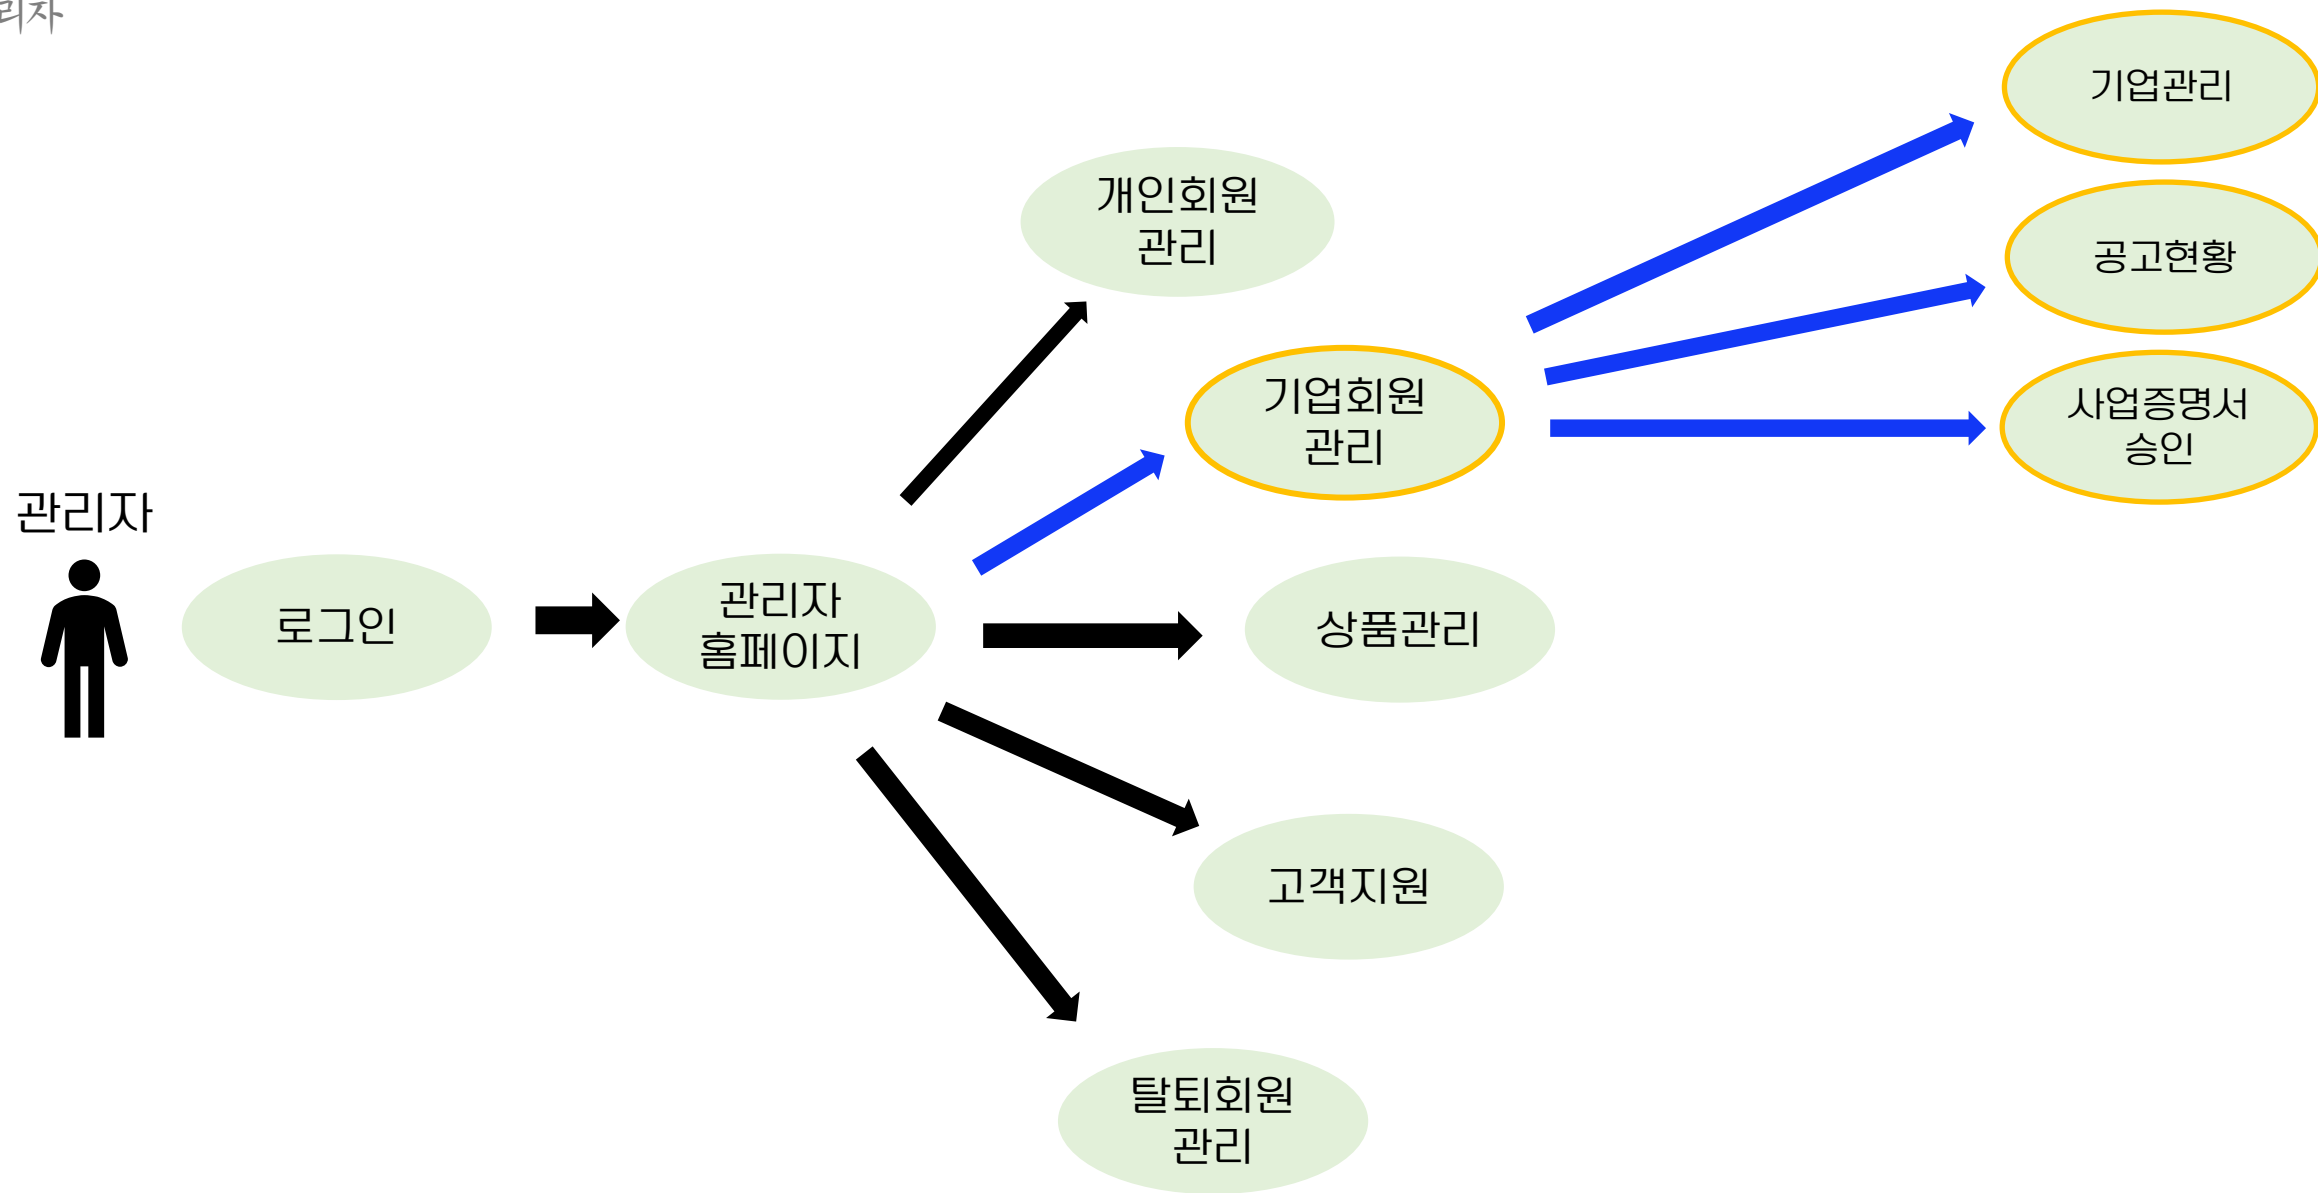 기업관리
개인회원
관리
공고현황
기업회원
관리
사업증명서
승인
관리자
로그인
관리자
홈페이지
상품관리
고객지원
탈퇴회원
관리